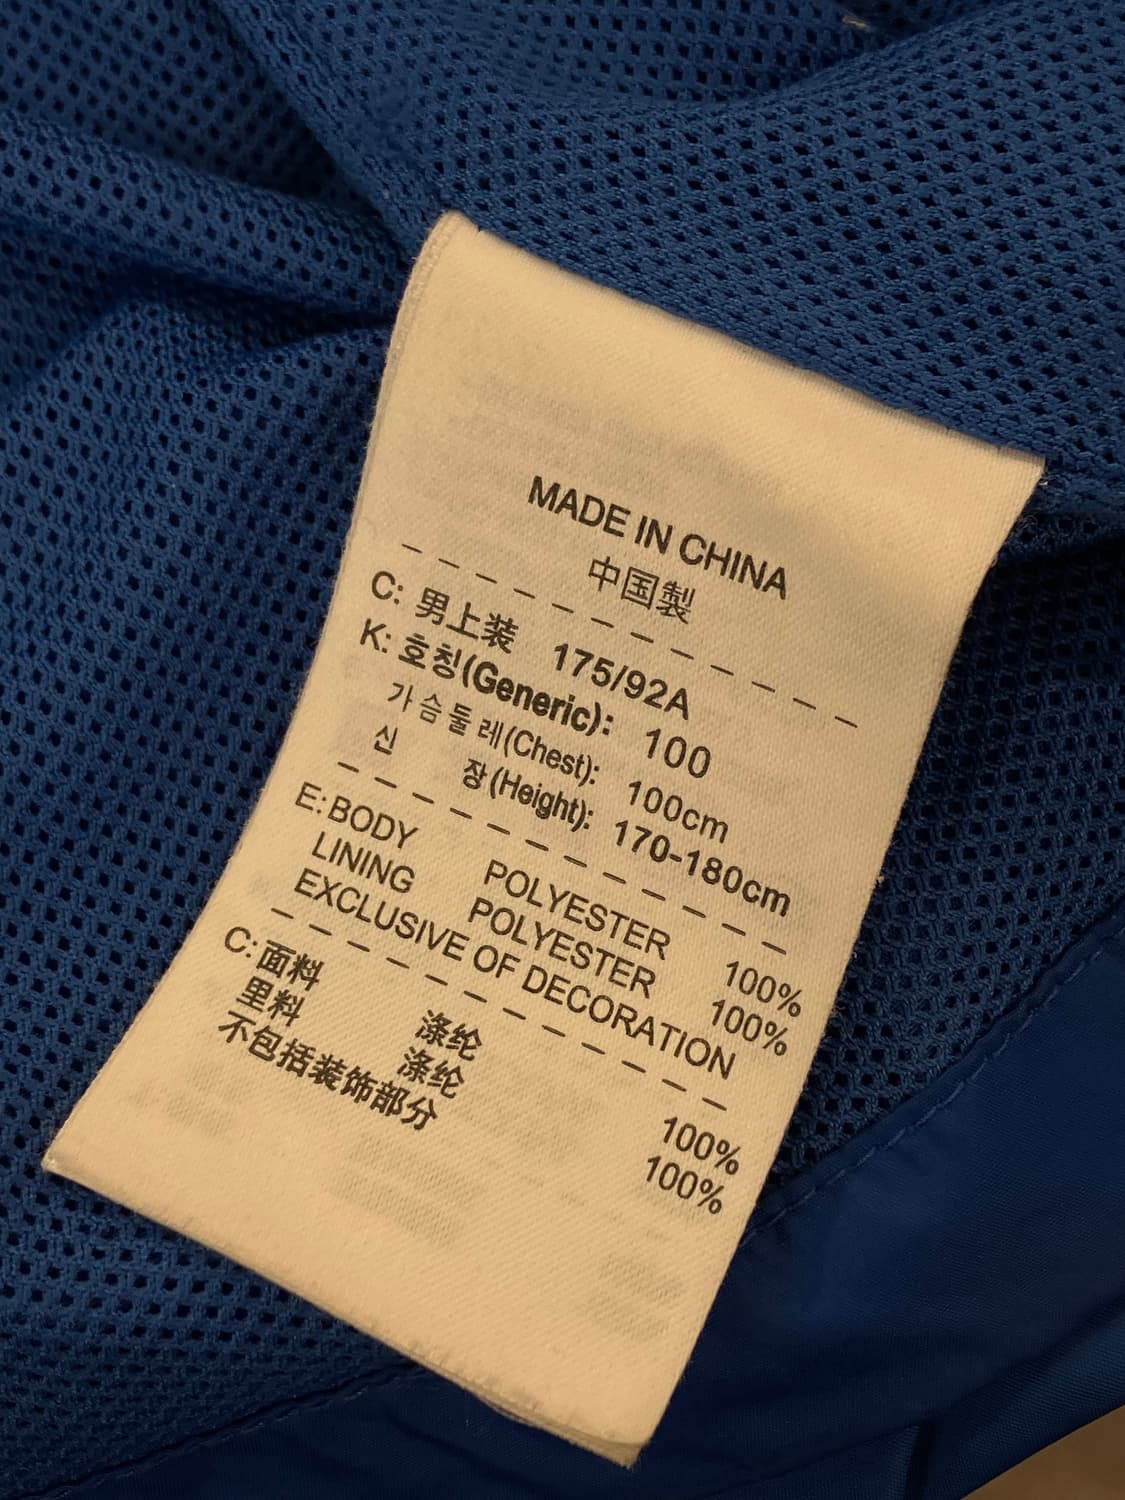 MADE IN CHINA
中国製
C: 男上装 175/92A
K: 호칭(Generic): 100
가슴둘레(Chest): 100cm
신 장(Height): 170-180cm
E: BODY POLYESTER 100%
LINING POLYESTER 100%
EXCLUSIVE OF DECORATION
C: 面料 涤纶 100%
里料 涤纶 100%
不包括装饰部分